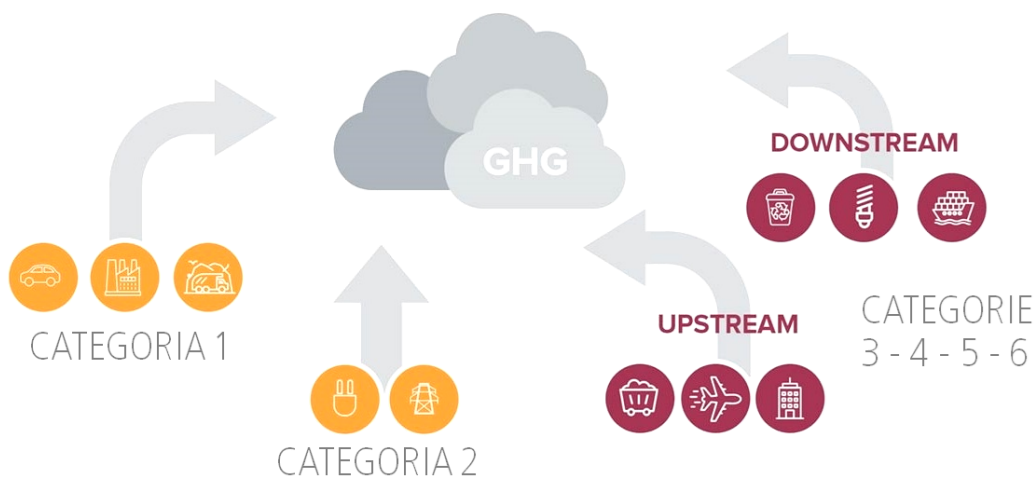 GHG
DOWNSTREAM
CATEGORIA 1
UPSTREAM
CATEGORIE
3 - 4 - 5 - 6
CATEGORIA 2